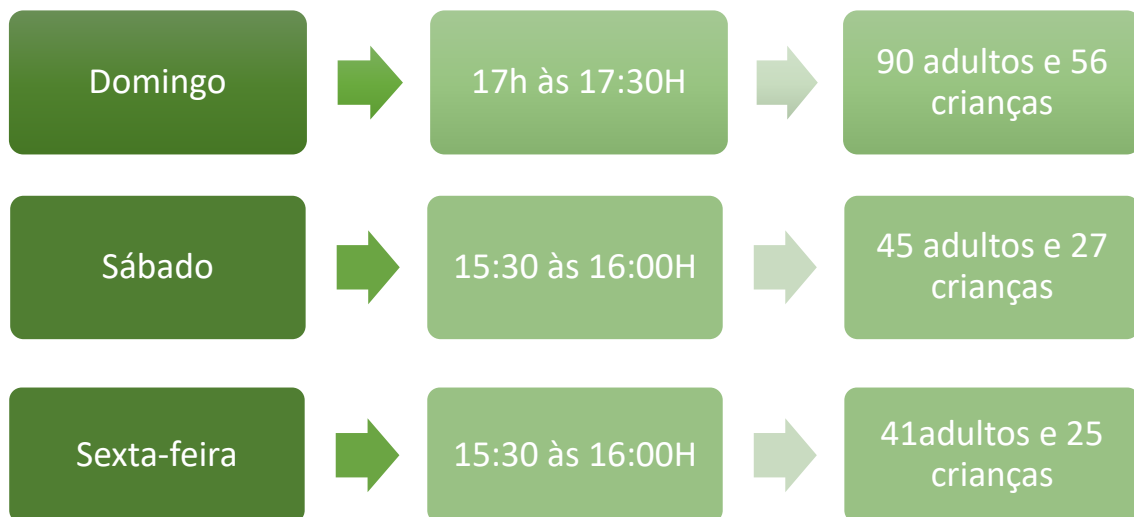 Domingo
17h às 17:30H
90 adultos e 56
crianças
Sábado
15:30 às 16:00H
45 adultos e 27
crianças
Sexta-feira
15:30 às 16:00H
41adultos e 25
crianças